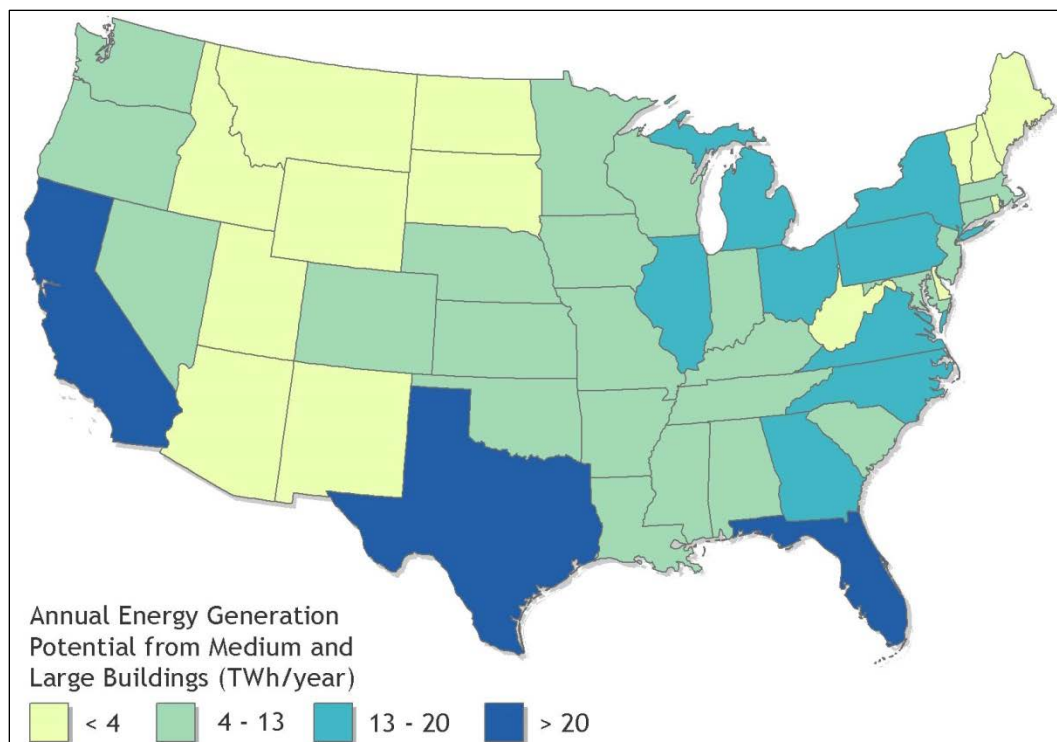 Annual Energy Generation
Potential from Medium and
Large Buildings (TWh/year)
< 4 4 - 13 13 - 20 > 20